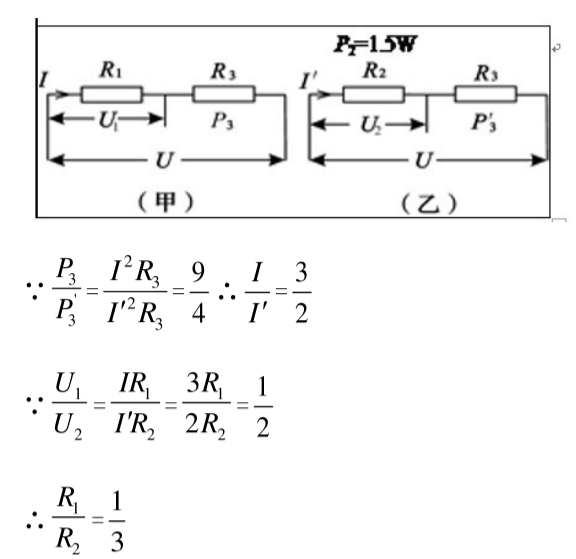 P₂=1.5W
I R₁ R₃ I′ R₂ R₃
U₁ P₃ U₂ P′₃
U U
(甲) (乙)
∵ P₃/P₃' = I²R₃/I′²R₃ = 9/4 ∴ I/I′ = 3/2
∵ U₁/U₂ = IR₁/I′R₂ = 3R₁/2R₂ = 1/2
∴ R₁/R₂ = 1/3